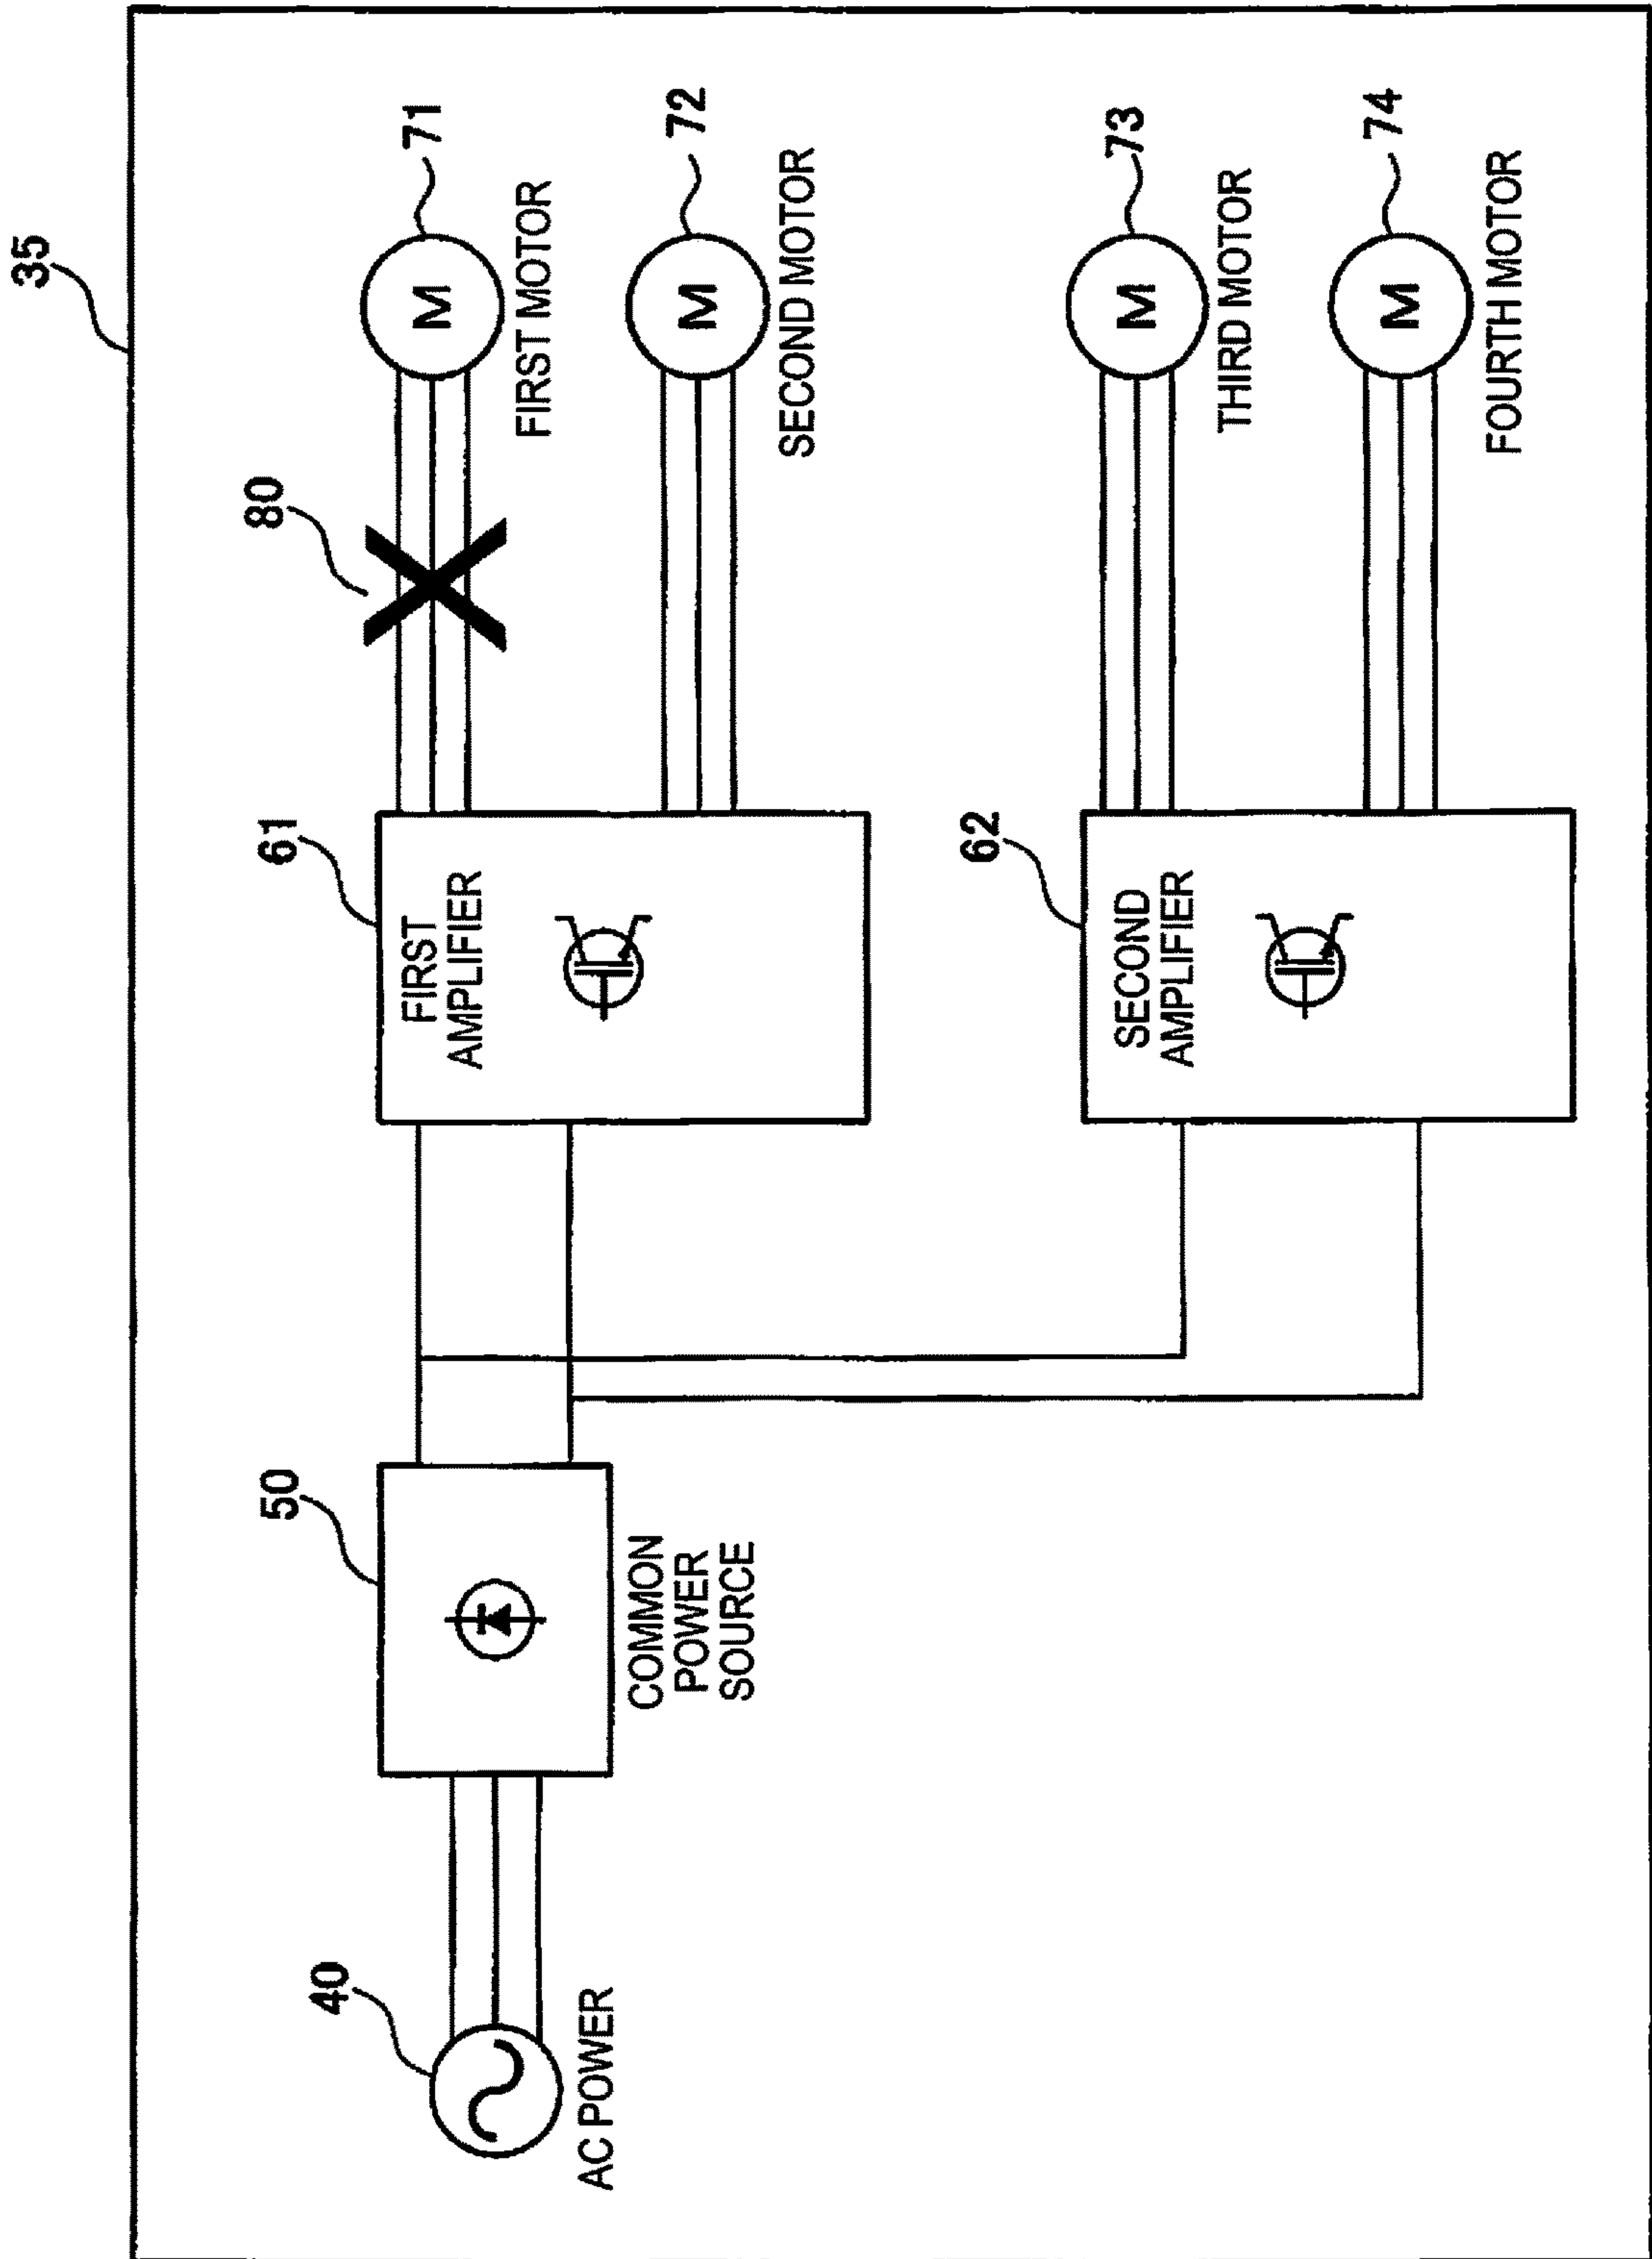 35
40
AC POWER
50
COMMON
POWER
SOURCE
61
FIRST
AMPLIFIER
80
71
M
FIRST MOTOR
72
M
SECOND MOTOR
62
SECOND
AMPLIFIER
73
M
THIRD MOTOR
74
M
FOURTH MOTOR